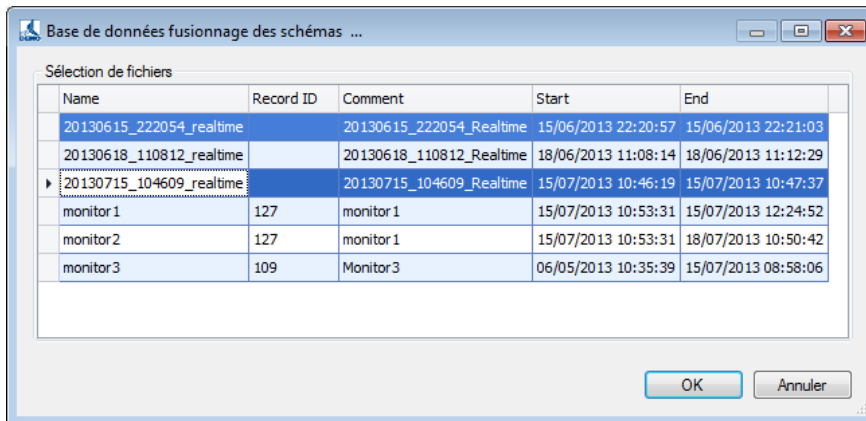 Base de données fusionnage des schémas ...
Sélection de fichiers
Name Record ID Comment Start End
20130615_222054_realtime 20130615_222054_Realtime 15/06/2013 22:20:57 15/06/2013 22:21:03
20130618_110812_realtime 20130618_110812_Realtime 18/06/2013 11:08:14 18/06/2013 11:12:29
20130715_104609_realtime 20130715_104609_Realtime 15/07/2013 10:46:19 15/07/2013 10:47:37
monitor1 127 monitor1 15/07/2013 10:53:31 15/07/2013 12:24:52
monitor2 127 monitor1 15/07/2013 10:53:31 18/07/2013 10:50:42
monitor3 109 Monitor3 06/05/2013 10:35:39 15/07/2013 08:58:06
OK Annuler